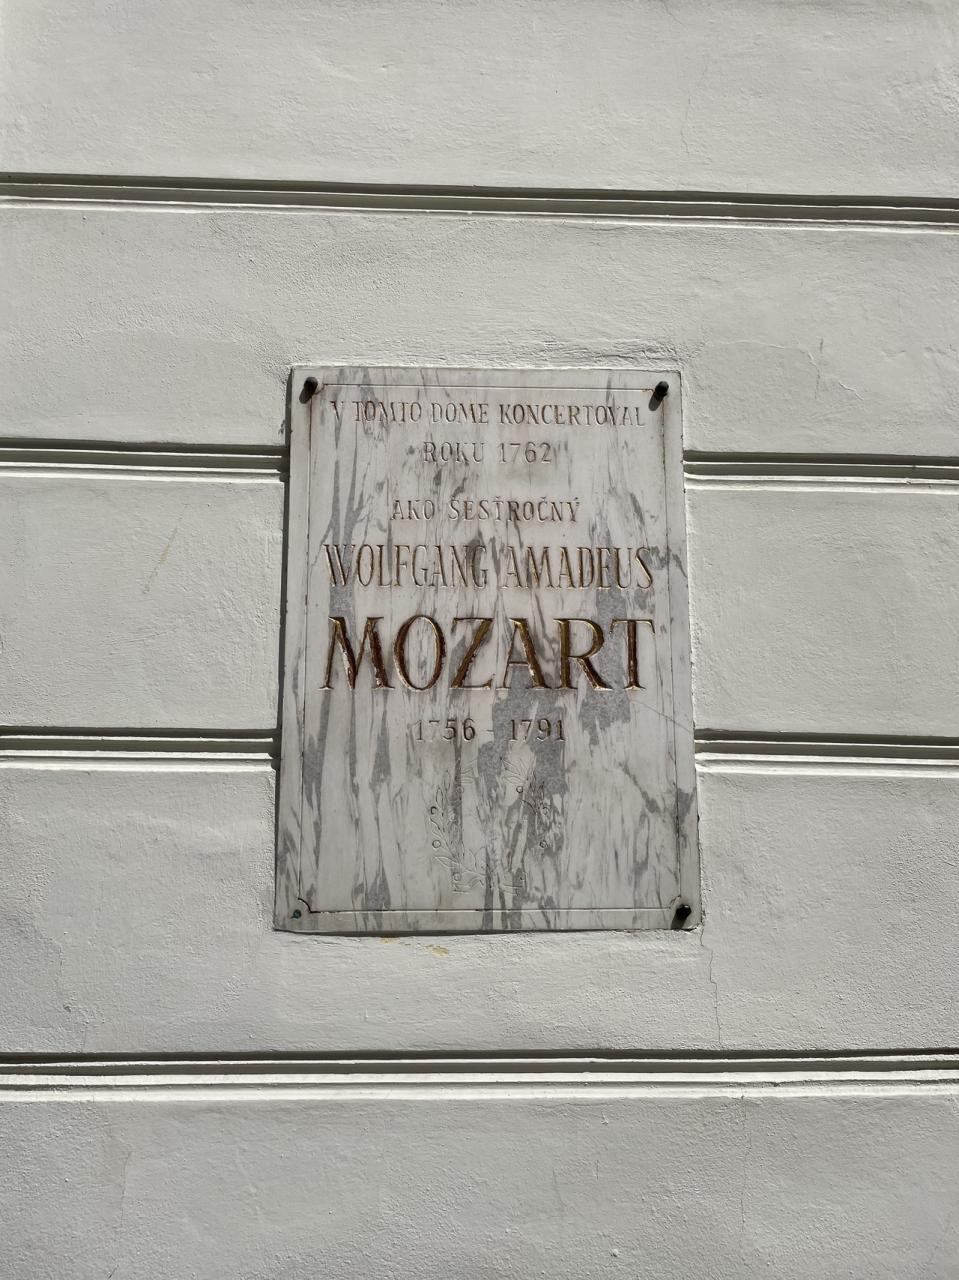 V TOMTO DOME KONCERTOVAL
ROKU 1762
AKO ŠESŤROČNÝ
WOLFGANG AMADEUS
MOZART
1756 - 1791